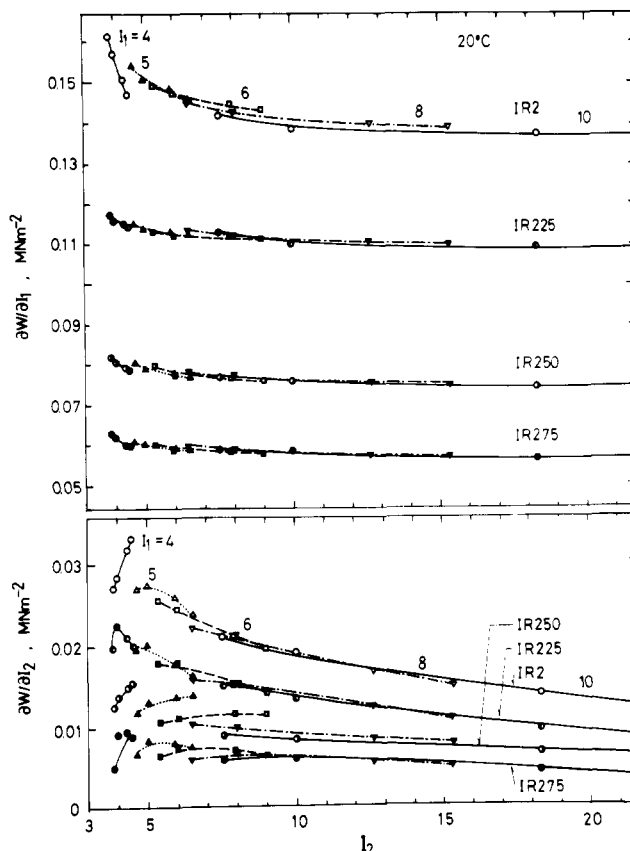 I₁ = 4
20°C
5
6
8
IR2
10
0.15
0.13
IR225
0.11
∂W/∂I₁ , MNm⁻²
0.09
IR250
0.07
IR275
0.05
I₁ = 4
0.03
5
6
IR250
IR225
8
IR2
10
0.02
∂W/∂I₂ , MNm⁻²
0.01
IR275
0
3
5
10
15
20
I₂